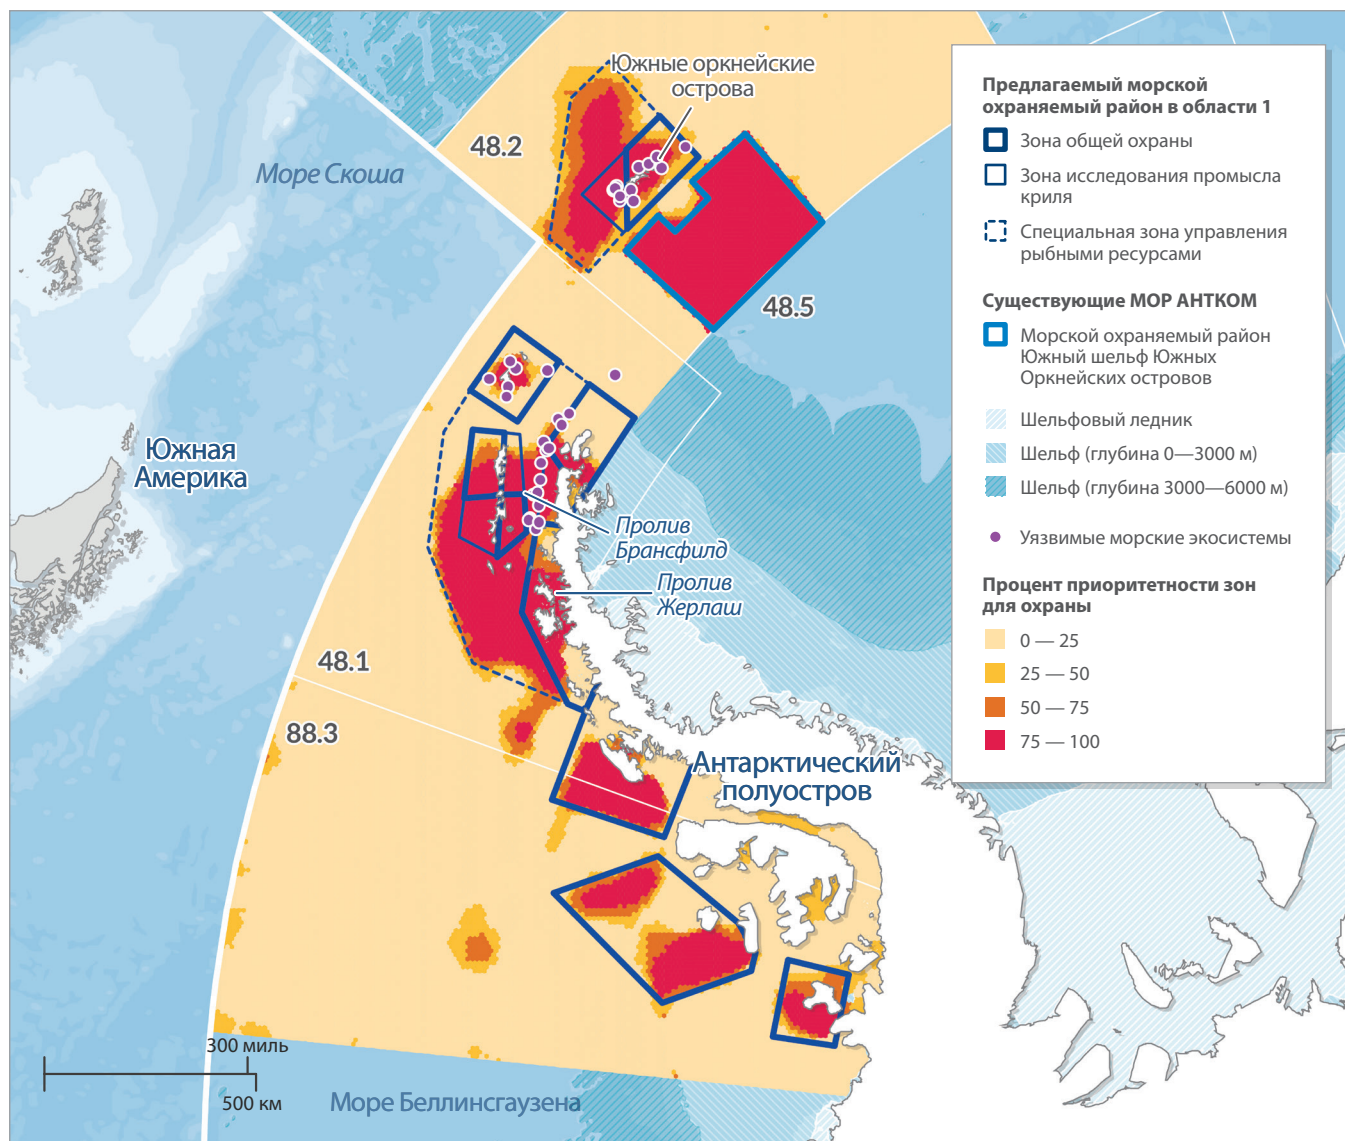 Южные оркнейские
острова
48.2
Море Скоша
48.5
Южная
Америка
Пролив
Брансфилд
Пролив
Жерлаш
48.1
88.3
Антарктический
полуостров
300 миль
500 км
Море Беллинсгаузена
Предлагаемый морской
охраняемый район в области 1
Зона общей охраны
Зона исследования промысла
криля
Специальная зона управления
рыбными ресурсами
Существующие МОР АНТКОМ
Морской охраняемый район
Южный шельф Южных
Оркнейских островов
Шельфовый ледник
Шельф (глубина 0—3000 м)
Шельф (глубина 3000—6000 м)
Уязвимые морские экосистемы
Процент приоритетности зон
для охраны
0 — 25
25 — 50
50 — 75
75 — 100